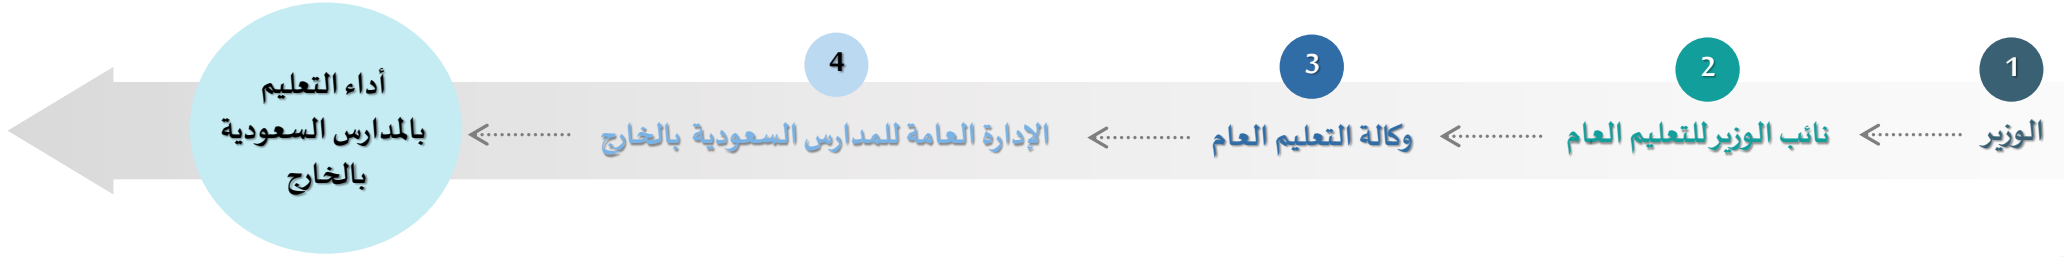 1
الوزير
2
نائب الوزير للتعليم العام
3
وكالة التعليم العام
4
الإدارة العامة للمدارس السعودية بالخارج
أداء التعليم
بالمدارس السعودية
بالخارج